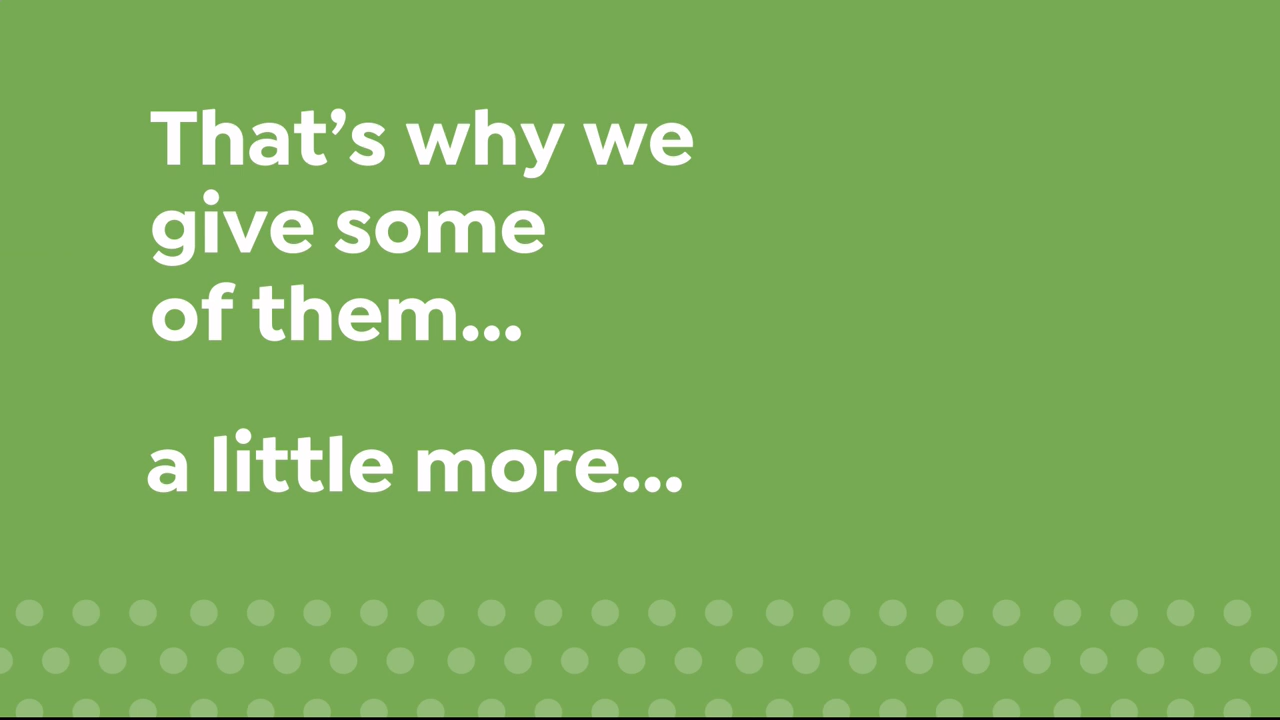 That’s why we
give some
of them...
a little more...